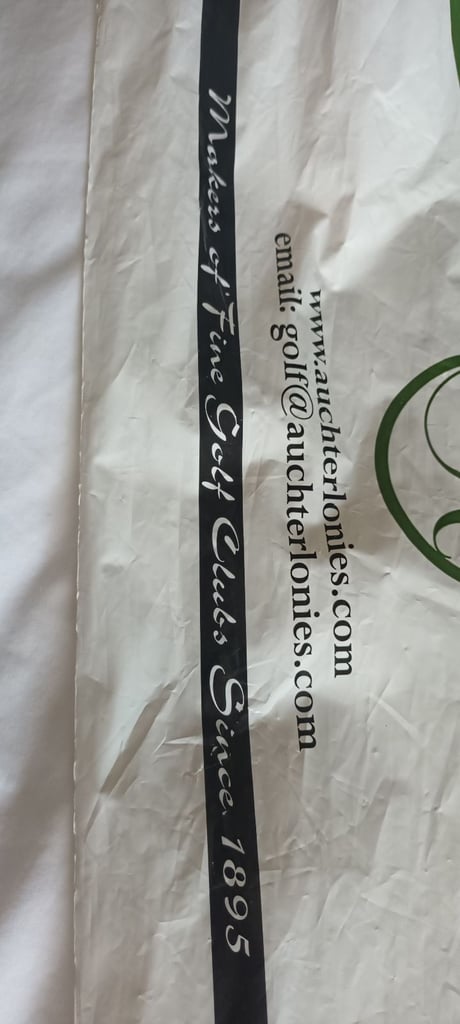 www.auchterlonies.com
email: golf@auchterlonies.com
Makers of Fine Golf Clubs Since 1895